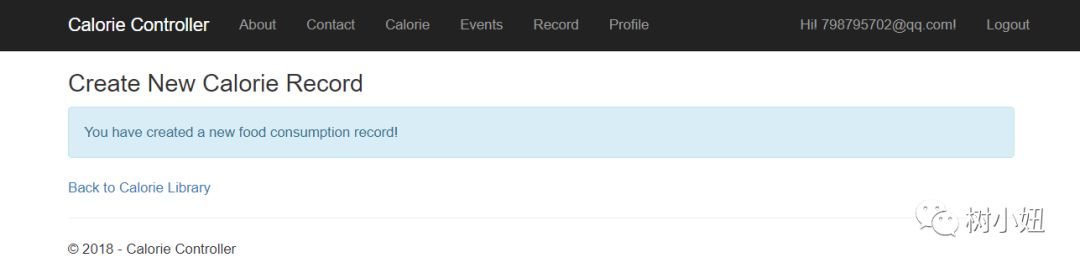 Calorie Controller About Contact Calorie Events Record Profile Hi! 798795702@qq.com! Logout
Create New Calorie Record
You have created a new food consumption record!
Back to Calorie Library
树小妞
© 2018 - Calorie Controller